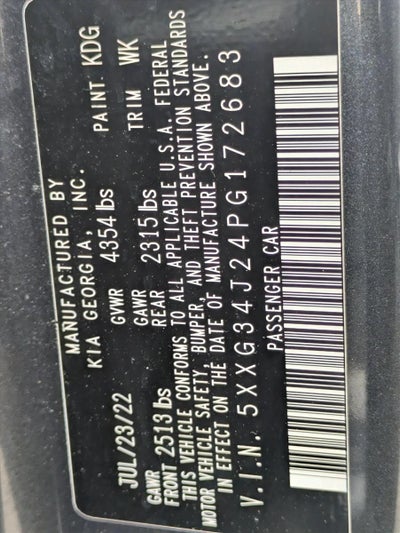 MANUFACTURED BY
KIA GEORGIA, INC.
JUL/23/22 GVWR 4354 lbs PAINT KDG
GAWR FRONT 2513 lbs GAWR REAR 2315 lbs TRIM WK
THIS VEHICLE CONFORMS TO ALL APPLICABLE U.S.A. FEDERAL
MOTOR VEHICLE SAFETY, BUMPER, AND THEFT PREVENTION STANDARDS
IN EFFECT ON THE DATE OF MANUFACTURE SHOWN ABOVE.
V.I.N. 5XXG34J24PG172683
PASSENGER CAR